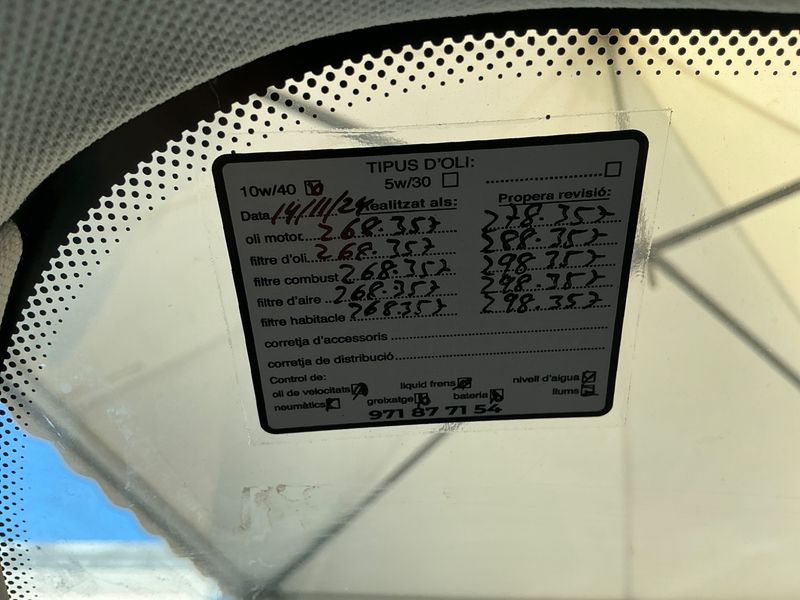 TIPUS D'OLI:
10w/40 5w/30
Data 14/11/24 Realitzat als: Propera revisió:
oli motor 268.357 278.357
filtre d'oli 268.357 288.357
filtre combust 268.357 298.357
filtre d'aire 268.357 298.357
filtre habitacle 268.357 298.357
corretja d'accessoris
corretja de distribució
Control de:
oli de velocitats liquid frens nivell d'aigua
neumàtics greixatge bateria llums
971 87 71 54